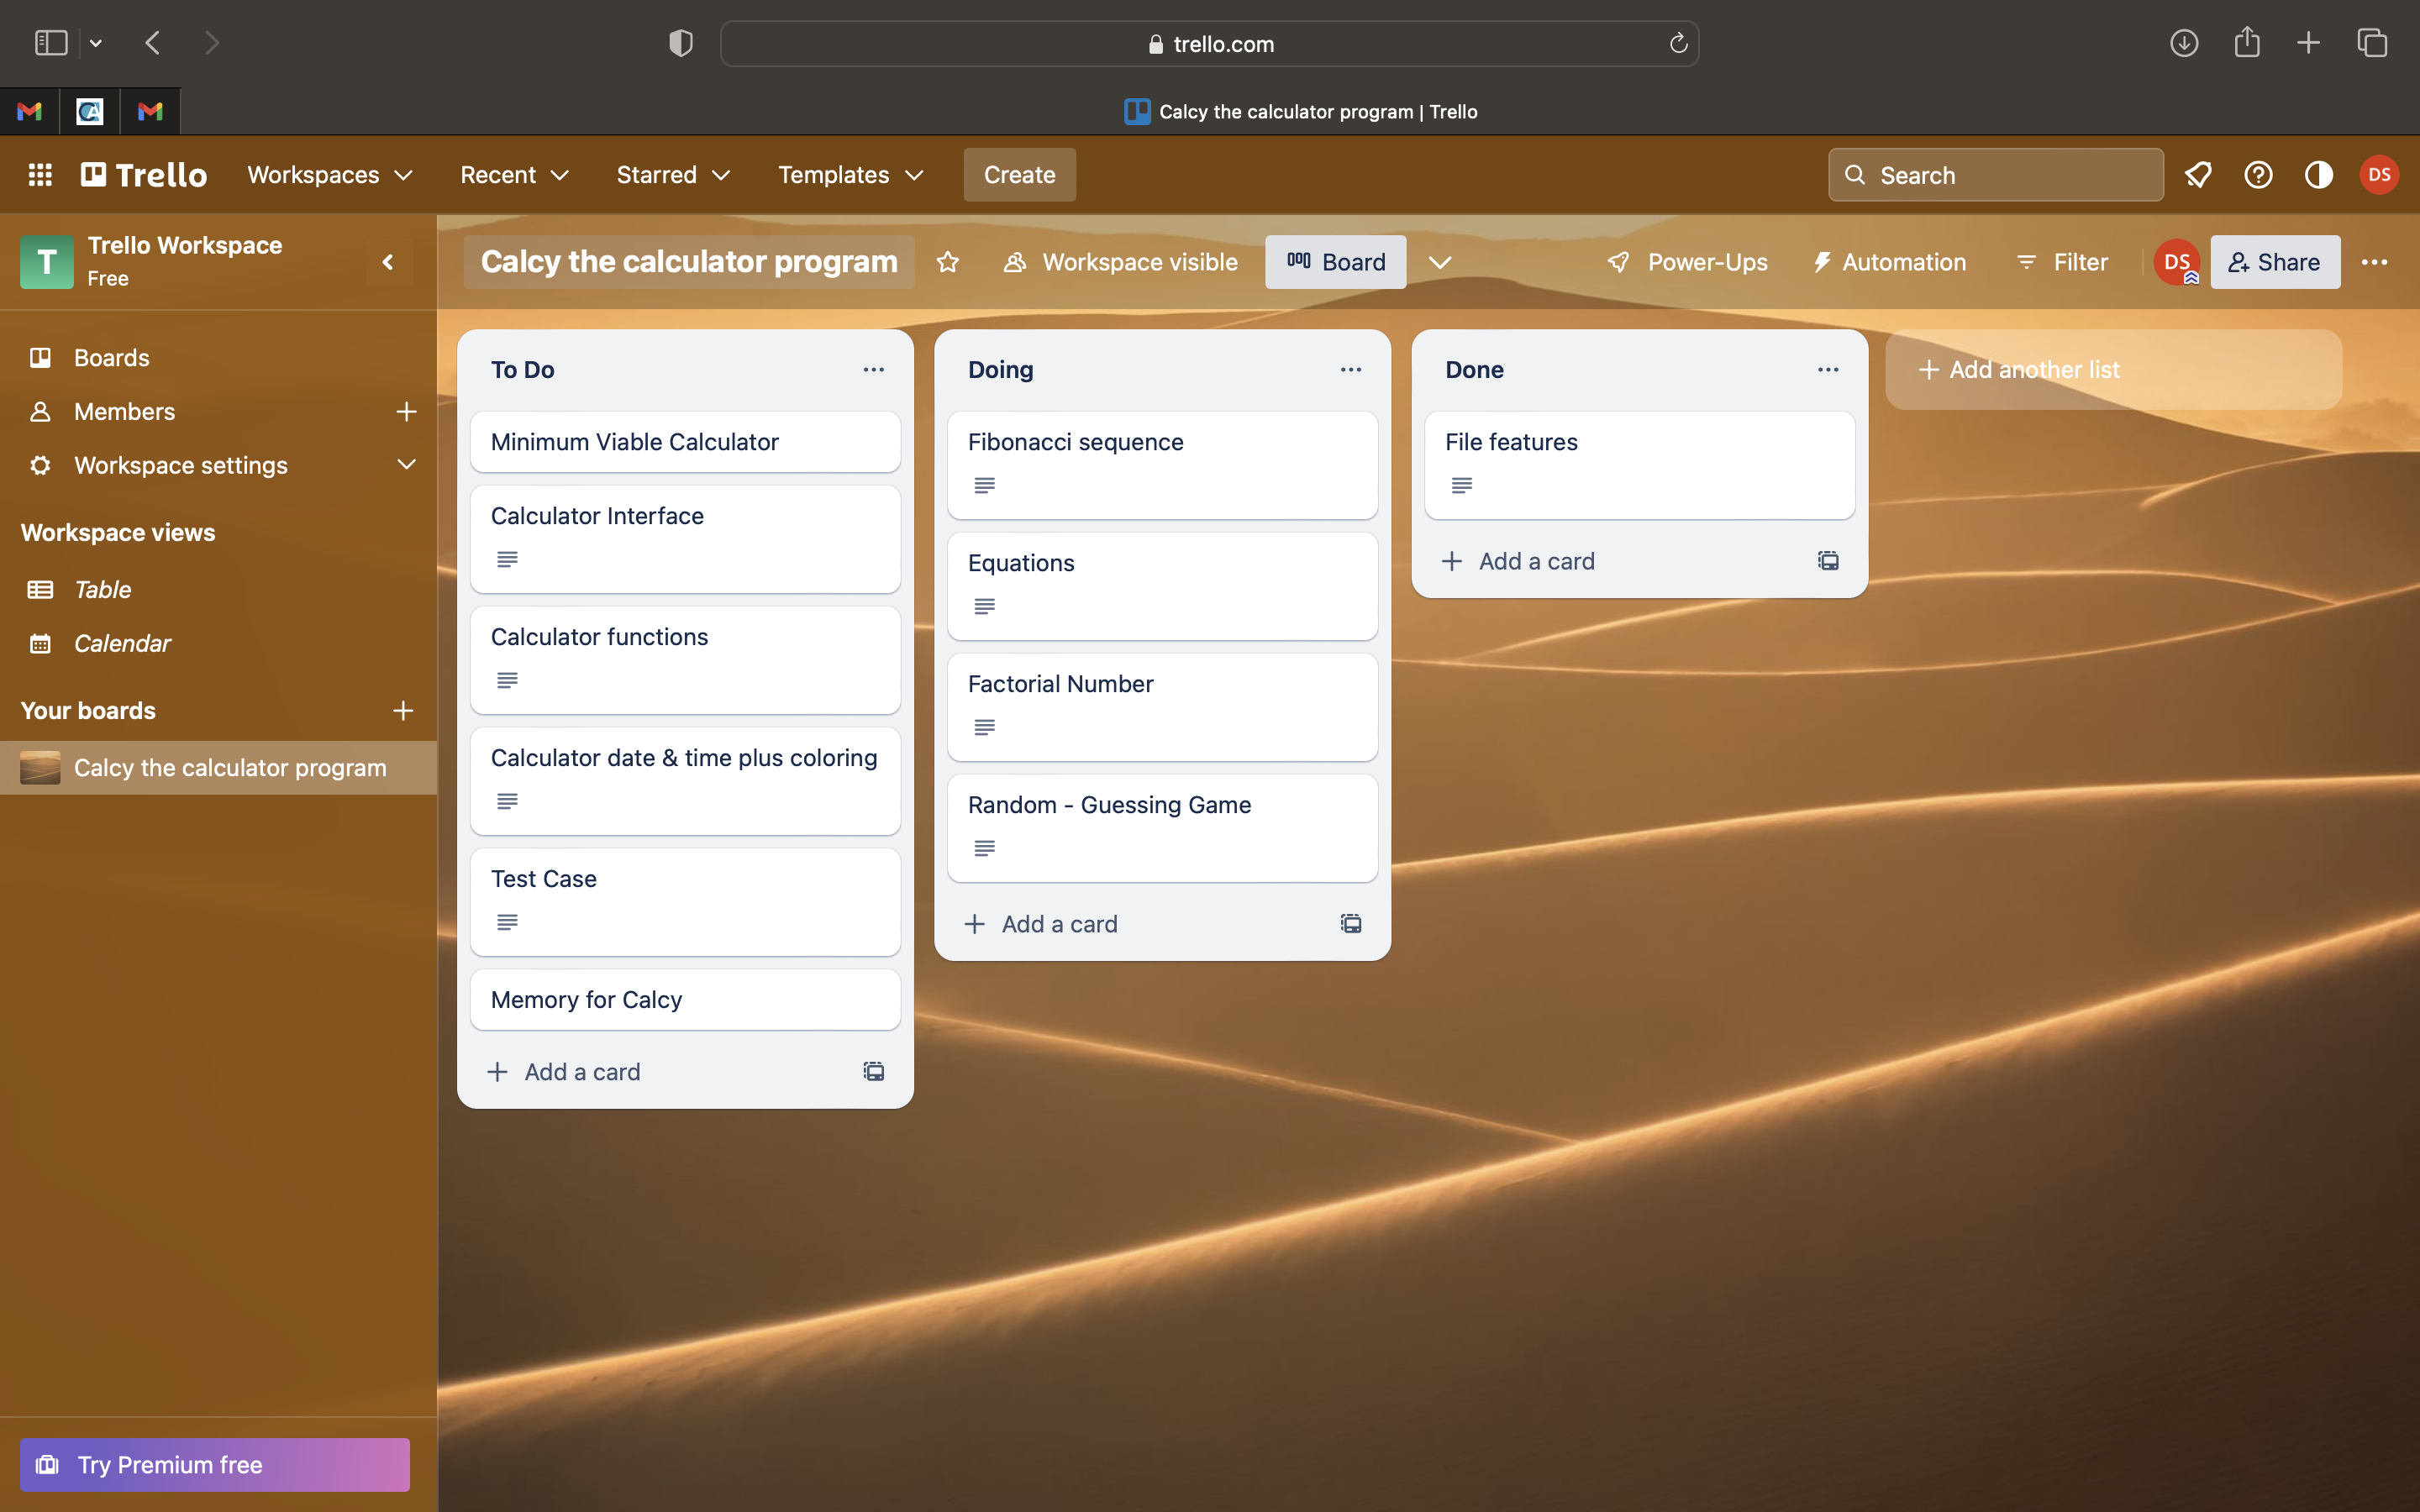 trello.com
Calcy the calculator program | Trello
Trello
Workspaces
Recent
Starred
Templates
Create
Search
DS
T
Trello Workspace
Free
Calcy the calculator program
Workspace visible
Board
Power-Ups
Automation
Filter
DS
Share
Boards
Members
Workspace settings
Workspace views
Table
Calendar
Your boards
Calcy the calculator program
Try Premium free
To Do
Minimum Viable Calculator
Calculator Interface
Calculator functions
Calculator date & time plus coloring
Test Case
Memory for Calcy
Add a card
Doing
Fibonacci sequence
Equations
Factorial Number
Random - Guessing Game
Add a card
Done
File features
Add a card
Add another list